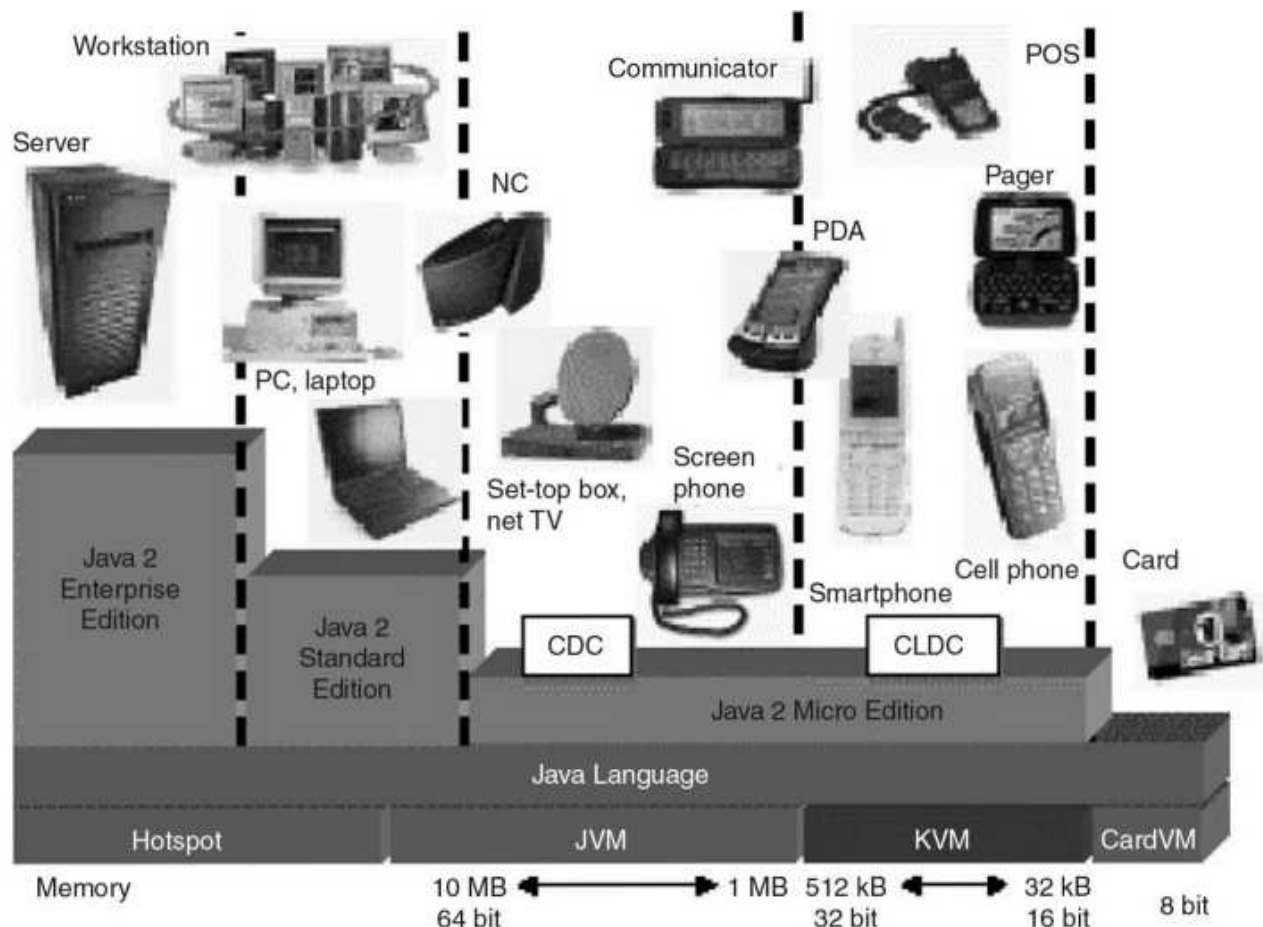 Workstation
Server
Communicator
POS
NC
Pager
PDA
PC, laptop
Set-top box,
net TV
Screen
phone
Smartphone
Cell phone
Card
Java 2
Enterprise
Edition
Java 2
Standard
Edition
CDC
CLDC
Java 2 Micro Edition
Java Language
Hotspot
JVM
KVM
CardVM
Memory
10 MB
1 MB
512 kB
32 kB
64 bit
32 bit
16 bit
8 bit